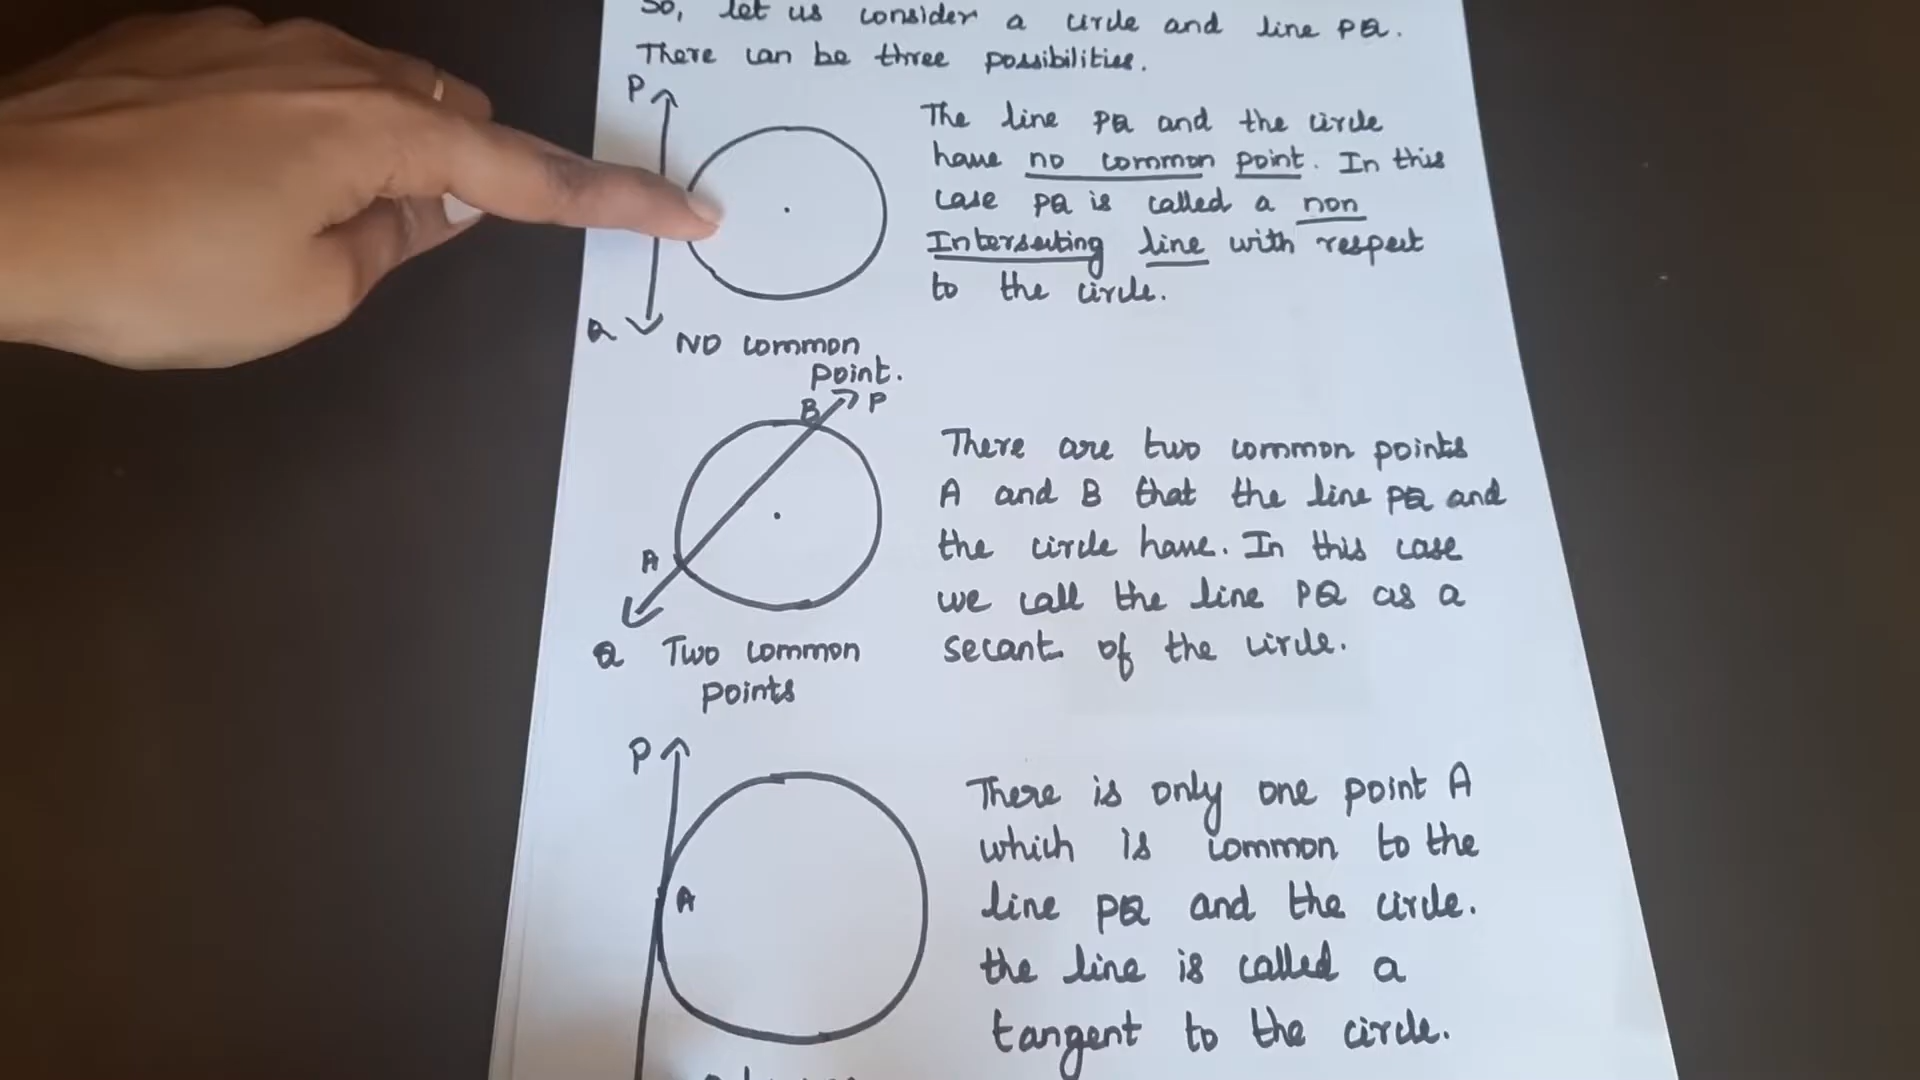 So, let us consider a circle and line PQ.
There can be three possibilities.
P
The line PQ and the circle
have no common point. In this
case PQ is called a non
Intersecting line with respect
to the circle.
Q
NO common
point.
B P
A
Q
Two common
points
There are two common points
A and B that the line PQ and
the circle have. In this case
we call the line PQ as a
secant of the circle.
P
A
There is only one point A
which is common to the
line PQ and the circle.
the line is called a
tangent to the circle.